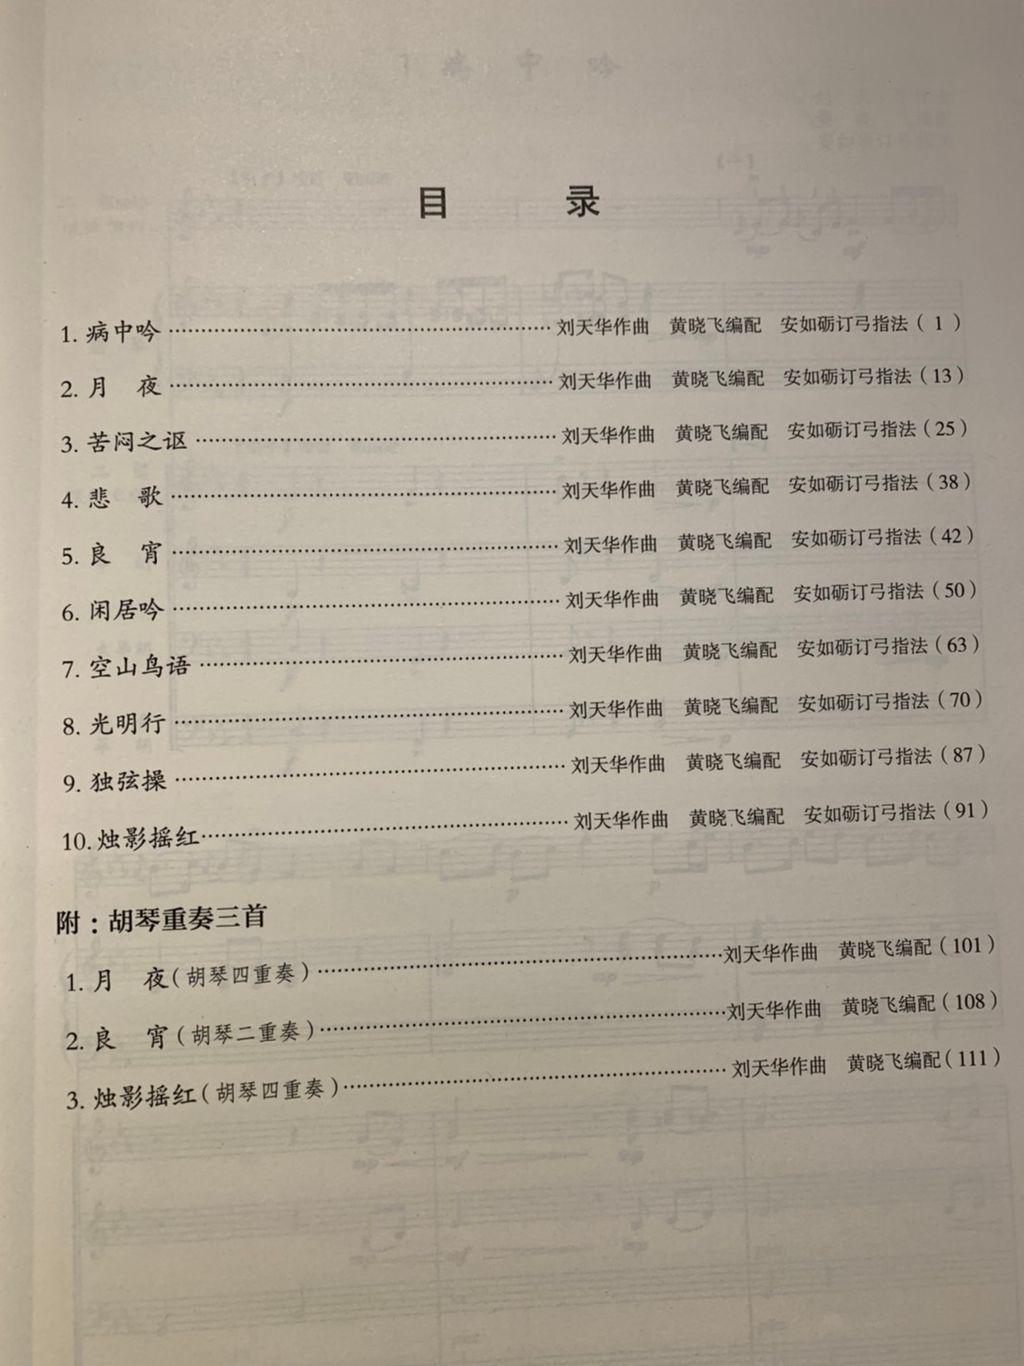 目 录
1. 病中吟 …… 刘天华作曲 黄晓飞编配 安如砺订弓指法 ( 1 )
2. 月 夜 …… 刘天华作曲 黄晓飞编配 安如砺订弓指法 (13)
3. 苦闷之讴 …… 刘天华作曲 黄晓飞编配 安如砺订弓指法 (25)
4. 悲 歌 …… 刘天华作曲 黄晓飞编配 安如砺订弓指法 (38)
5. 良 宵 …… 刘天华作曲 黄晓飞编配 安如砺订弓指法 (42)
6. 闲居吟 …… 刘天华作曲 黄晓飞编配 安如砺订弓指法 (50)
7. 空山鸟语 …… 刘天华作曲 黄晓飞编配 安如砺订弓指法 (63)
8. 光明行 …… 刘天华作曲 黄晓飞编配 安如砺订弓指法 (70)
9. 独弦操 …… 刘天华作曲 黄晓飞编配 安如砺订弓指法 (87)
10. 烛影摇红 …… 刘天华作曲 黄晓飞编配 安如砺订弓指法 (91)
附：胡琴重奏三首
1. 月 夜(胡琴四重奏) …… 刘天华作曲 黄晓飞编配 (101)
2. 良 宵(胡琴二重奏) …… 刘天华作曲 黄晓飞编配 (108)
3. 烛影摇红(胡琴四重奏) …… 刘天华作曲 黄晓飞编配 (111)